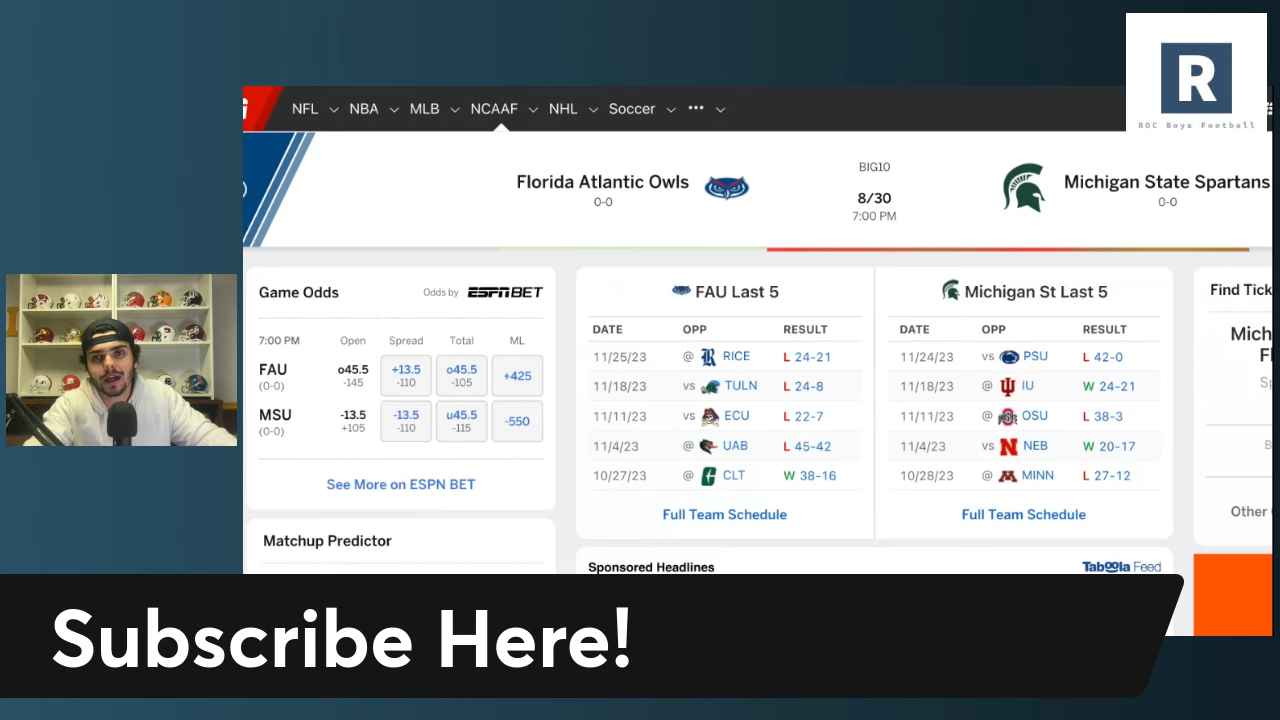 R
ROC Boys Football
NFL NBA MLB NCAAF NHL Soccer •••
Florida Atlantic Owls
0-0
BIG10
8/30
7:00 PM
Michigan State Spartans
0-0
Game Odds
Odds by ESPN BET
7:00 PM Open Spread Total ML
FAU o45.5 +13.5 o45.5 +425
(0-0) -145 -110 -105
MSU -13.5 -13.5 u45.5 -550
(0-0) +105 -110 -115
See More on ESPN BET
Matchup Predictor
FAU Last 5
DATE OPP RESULT
11/25/23 @ RICE L 24-21
11/18/23 vs TULN L 24-8
11/11/23 vs ECU L 22-7
11/4/23 @ UAB L 45-42
10/27/23 @ CLT W 38-16
Full Team Schedule
Michigan St Last 5
DATE OPP RESULT
11/24/23 vs PSU L 42-0
11/18/23 @ IU W 24-21
11/11/23 @ OSU L 38-3
11/4/23 vs NEB W 20-17
10/28/23 @ MINN L 27-12
Full Team Schedule
Sponsored Headlines
Taboola Feed
Find Tick
Mich
Fl
Sp
B
Other
Subscribe Here!